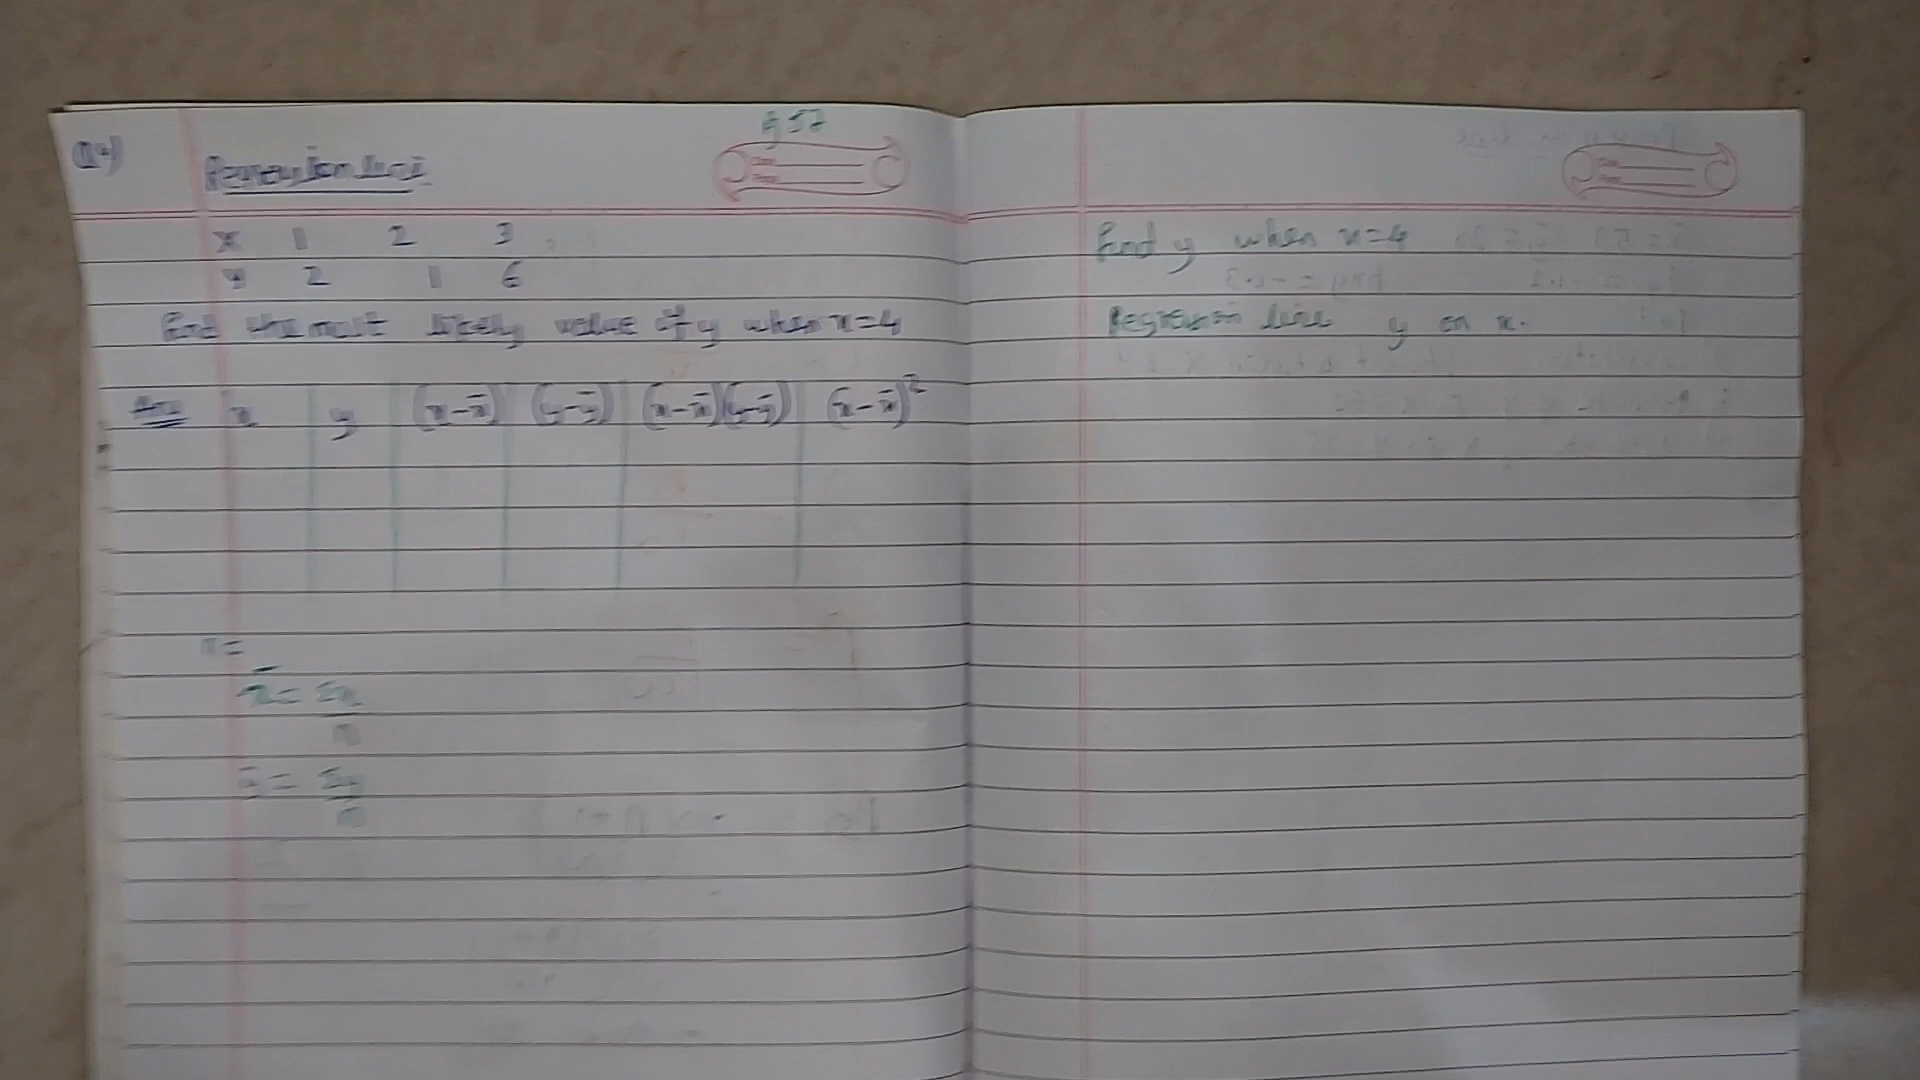 Q4)
Regression line
x 1 2 3
y 2 1 6
Find the most likely value of y when x=4
Ans x y (x-x̄) (y-ȳ) (x-x̄)(y-ȳ) (x-x̄)²
n=
x̄ = Σx
n
ȳ = Σy
n
Find y when x=4
Regression line y on x.